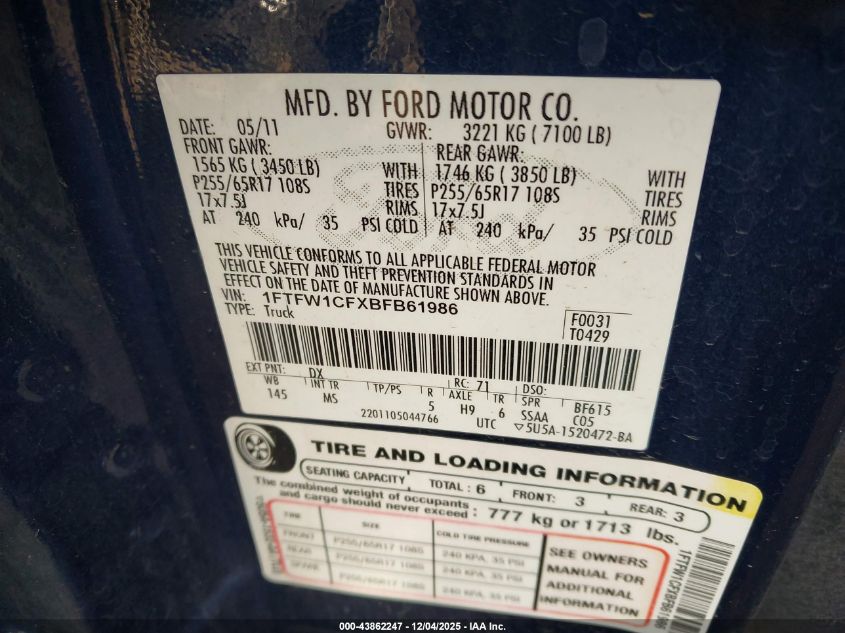 MFD. BY FORD MOTOR CO.
DATE: 05/11 GVWR: 3221 KG ( 7100 LB)
FRONT GAWR: REAR GAWR:
1565 KG ( 3450 LB) WITH 1746 KG ( 3850 LB) WITH
P255/65R17 108S TIRES P255/65R17 108S TIRES
17x7.5J RIMS 17x7.5J RIMS
AT 240 kPa/ 35 PSI COLD AT 240 kPa/ 35 PSI COLD
THIS VEHICLE CONFORMS TO ALL APPLICABLE FEDERAL MOTOR
VEHICLE SAFETY AND THEFT PREVENTION STANDARDS IN
EFFECT ON THE DATE OF MANUFACTURE SHOWN ABOVE.
VIN: 1FTFW1CFXBFB61986
TYPE: Truck
F0031
T0429
EXT PNT: DX RC: 71 DSO:
WB INT TR TP/PS R AXLE TR SPR BF615
145 MS 5 H9 6 SSAA C05
2201105044766 UTC ▽5U5A-1520472-BA
TIRE AND LOADING INFORMATION
SEATING CAPACITY TOTAL : 6 FRONT: 3 REAR: 3
The combined weight of occupants
and cargo should never exceed : 777 kg or 1713 lbs.
TIRE SIZE COLD TIRE PRESSURE
FRONT P255/65R17 108S 240 KPA, 35 PSI
REAR P255/65R17 108S 240 KPA, 35 PSI
SPARE P255/65R17 108S 240 KPA, 35 PSI
SEE OWNERS
MANUAL FOR
ADDITIONAL
INFORMATION
1FTFW1CFXBFB61986
000-43862247 - 12/04/2025 - IAA Inc.